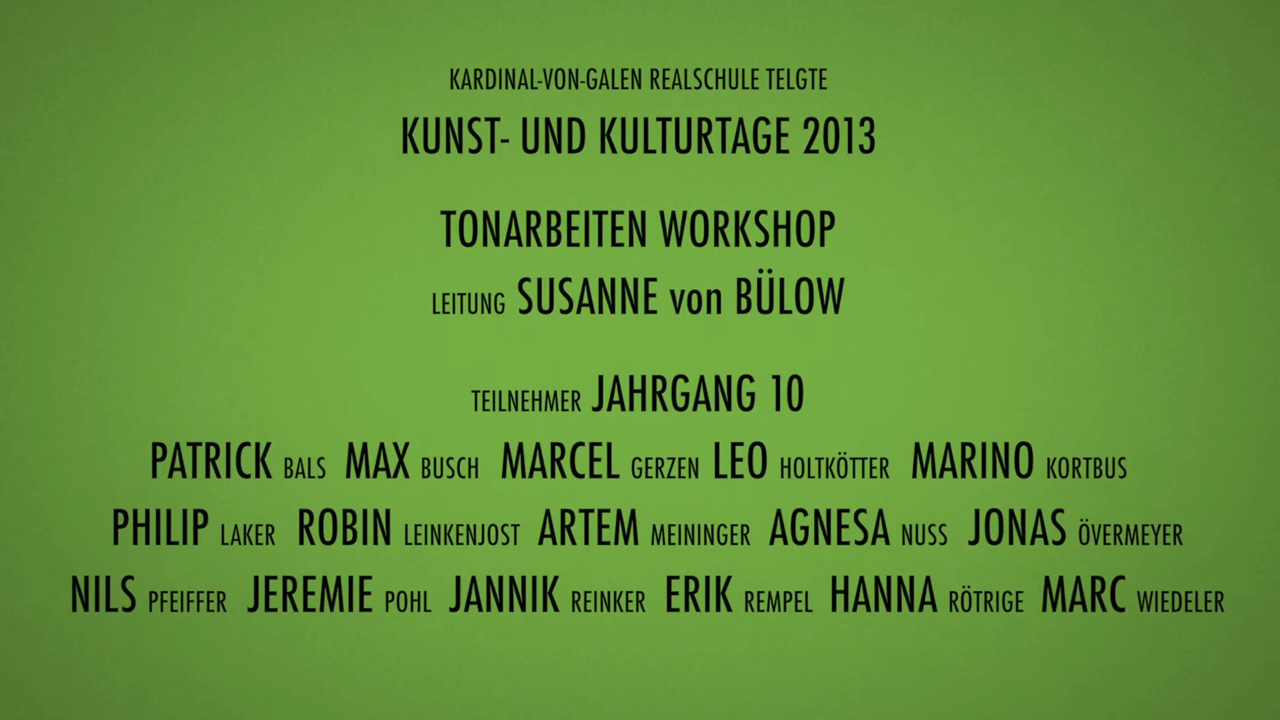 KARDINAL-VON-GALEN REALSCHULE TELGTE
KUNST- UND KULTURTAGE 2013
TONARBEITEN WORKSHOP
LEITUNG SUSANNE von BÜLOW
TEILNEHMER JAHRGANG 10
PATRICK BALS MAX BUSCH MARCEL GERZEN LEO HOLTKÖTTER MARINO KORTBUS
PHILIP LAKER ROBIN LEINKENJOST ARTEM MEININGER AGNESA NUSS JONAS ÖVERMEYER
NILS PFEIFFER JEREMIE POHL JANNIK REINKER ERIK REMPEL HANNA RÖTRIGE MARC WIEDELER